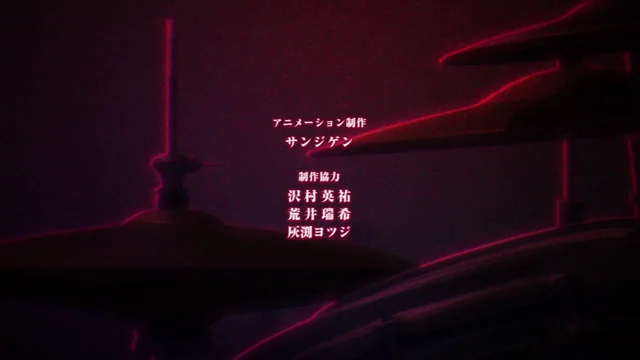 アニメーション制作
サンジゲン
制作協力
沢村英祐
荒井瑞希
灰渕ヨツジ